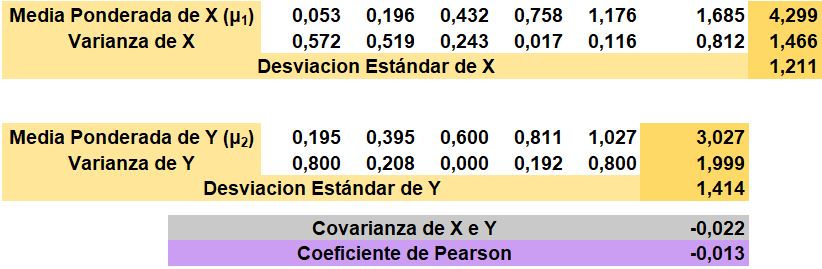 Media Ponderada de X (μ₁) 0,053 0,196 0,432 0,758 1,176 1,685 4,299
Varianza de X 0,572 0,519 0,243 0,017 0,116 0,812 1,466
Desviacion Estándar de X 1,211
Media Ponderada de Y (μ₂) 0,195 0,395 0,600 0,811 1,027 3,027
Varianza de Y 0,800 0,208 0,000 0,192 0,800 1,999
Desviacion Estándar de Y 1,414
Covarianza de X e Y -0,022
Coeficiente de Pearson -0,013